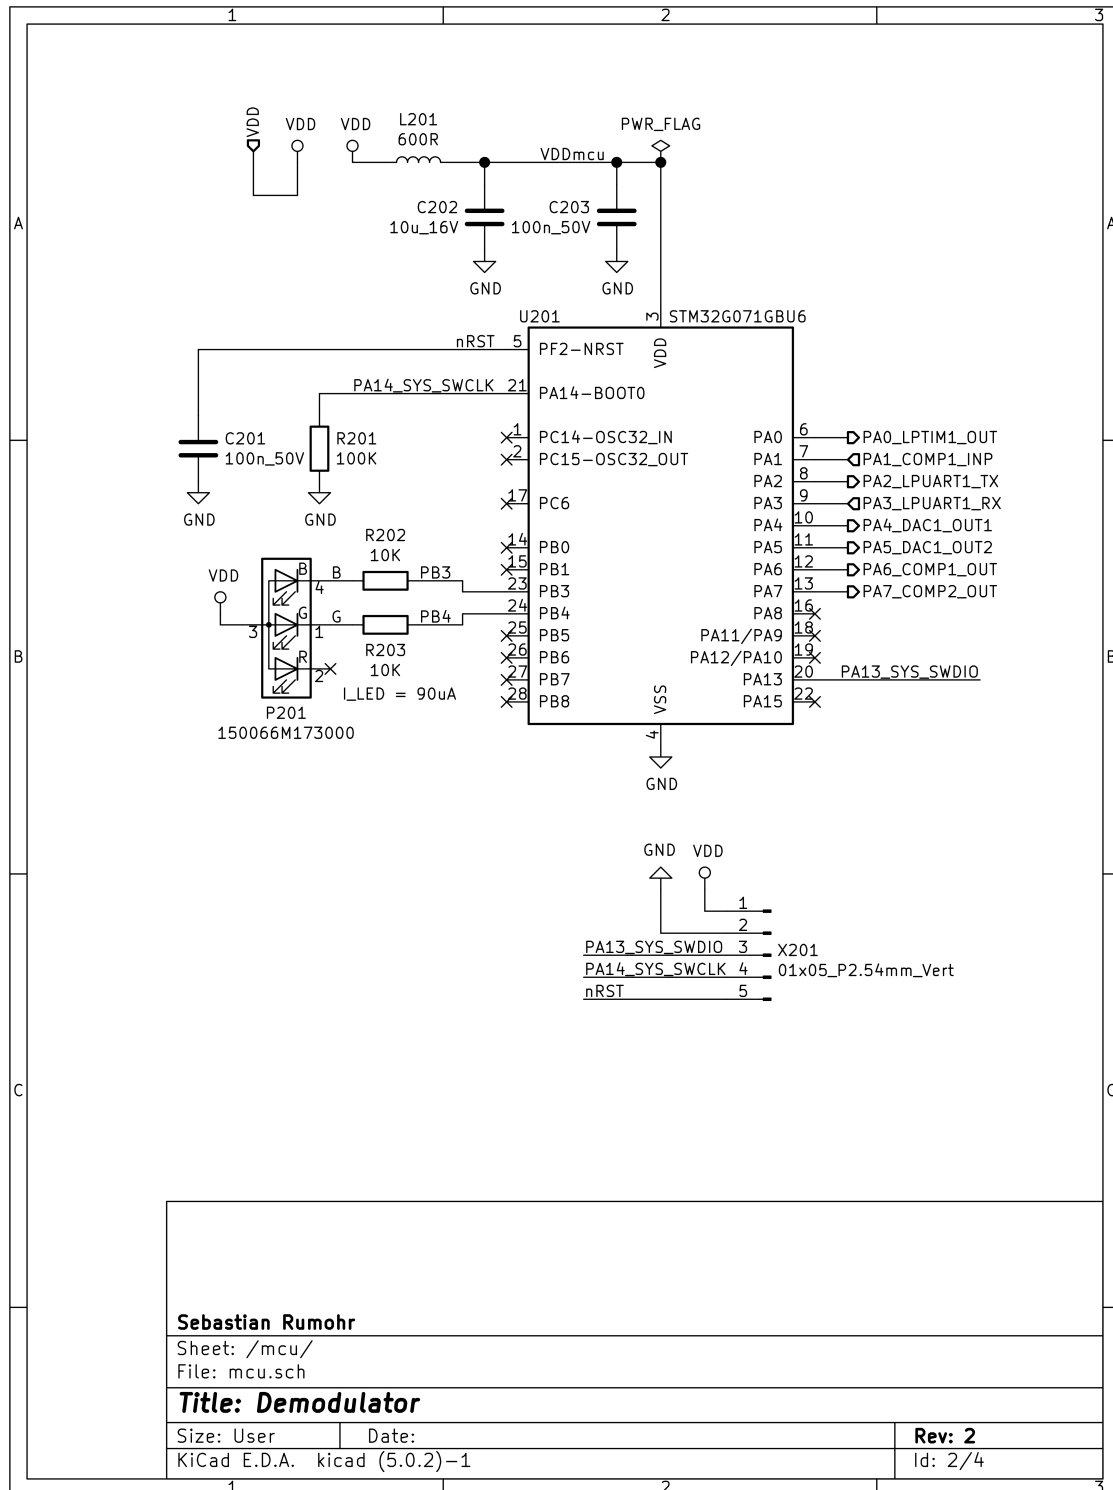 1 2 3
VDD VDD VDD L201 PWR_FLAG
600R
VDDmcu
A C202 C203 A
10u_16V 100n_50V
GND GND
U201 3 STM32G071GBU6
nRST 5 PF2-NRST VDD
PA14_SYS_SWCLK 21 PA14-BOOT0
C201 R201 1 PC14-OSC32_IN PA0 6 PA0_LPTIM1_OUT
100n_50V 100K 2 PC15-OSC32_OUT PA1 7 PA1_COMP1_INP
PA2 8 PA2_LPUART1_TX
17 PC6 PA3 9 PA3_LPUART1_RX
GND GND PA4 10 PA4_DAC1_OUT1
R202 14 PB0 PA5 11 PA5_DAC1_OUT2
10K 15 PB1 PA6 12 PA6_COMP1_OUT
VDD B 4 B PB3 23 PB3 PA7 13 PA7_COMP2_OUT
24 PB4 PA8 16
3 G 1 G PB4 25 PB5 PA11/PA9 18
R203 26 PB6 PA12/PA10 19
B B
R 2 10K 27 PB7 PA13 20 PA13_SYS_SWDIO
I_LED = 90uA 28 PB8 VSS PA15 22
P201
150066M173000 4
GND
GND VDD
1
2
PA13_SYS_SWDIO 3 X201
PA14_SYS_SWCLK 4 01x05_P2.54mm_Vert
nRST 5
C C
Sebastian Rumohr
Sheet: /mcu/
File: mcu.sch
Title: Demodulator
Size: User Date: Rev: 2
KiCad E.D.A. kicad (5.0.2)-1 Id: 2/4
1 2 3